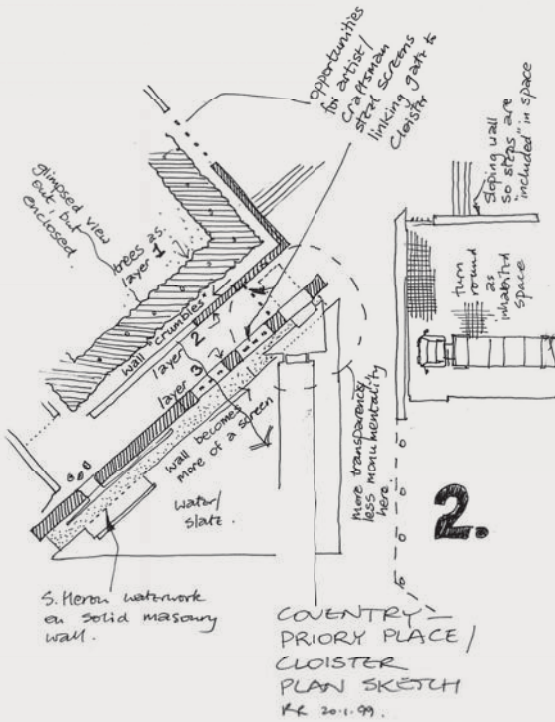 opportunities
for artist/
craftsman
steel screens
linking gate to
Cloister
glimpsed view
out, but
enclosed
trees as
layer 1
sloping wall
so steps are
"included" in space
turn
round
as
inhabited
space
wall "crumbles"
layer 2
layer 3
wall becomes
more of a screen
water/
slate.
more transparency/
less monumentality
here.
2.
S. Heron waterwork
on solid masonry
wall.
COVENTRY -
PRIORY PLACE /
CLOISTER
PLAN SKETCH
RR 20.1.99.